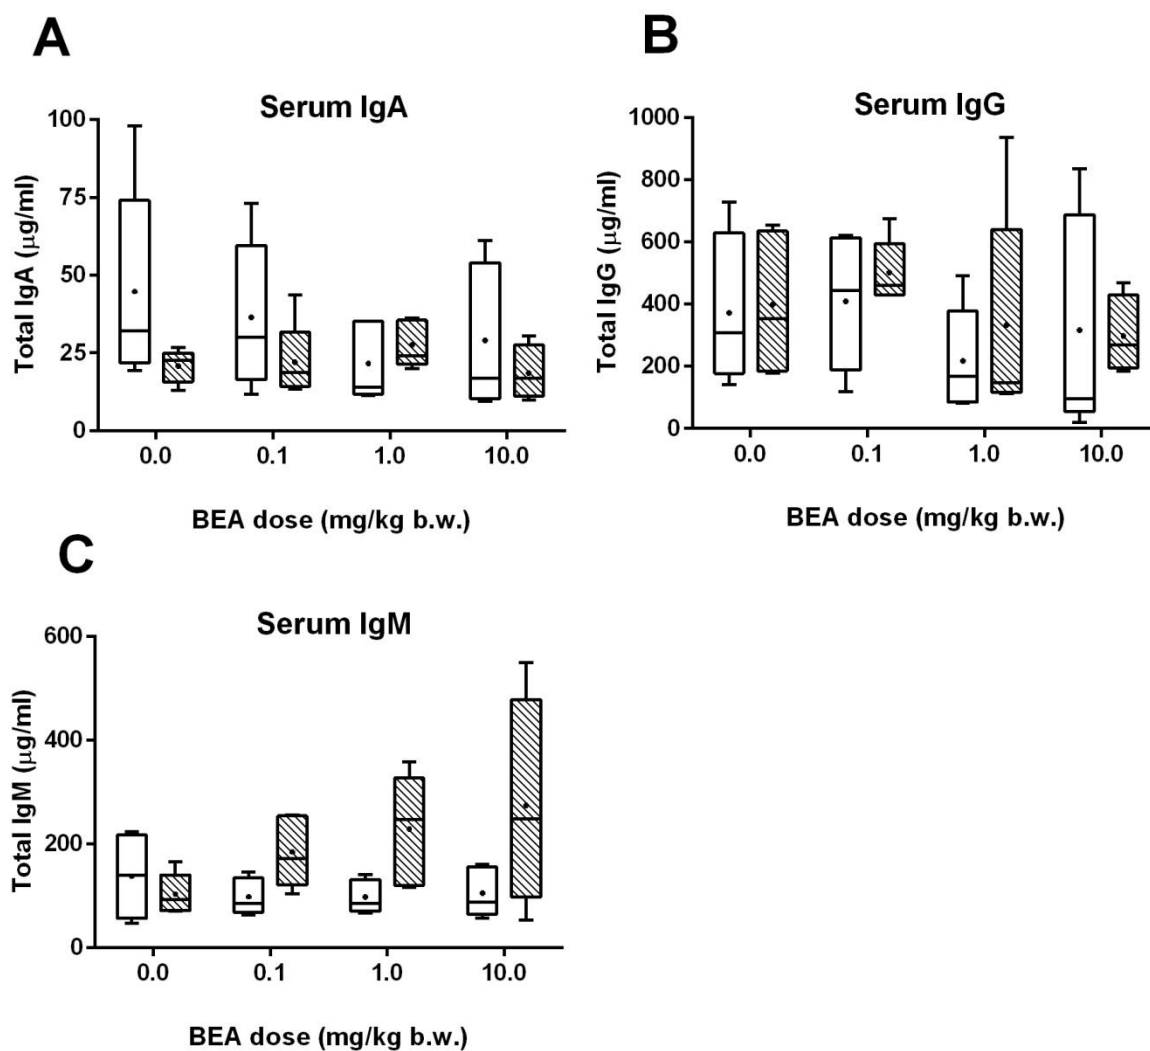 A
Serum IgA
Total IgA (μg/ml)
100
75
50
25
0
0.0 0.1 1.0 10.0
BEA dose (mg/kg b.w.)
B
Serum IgG
Total IgG (μg/ml)
1000
800
600
400
200
0
0.0 0.1 1.0 10.0
BEA dose (mg/kg b.w.)
C
Serum IgM
Total IgM (μg/ml)
600
400
200
0
0.0 0.1 1.0 10.0
BEA dose (mg/kg b.w.)